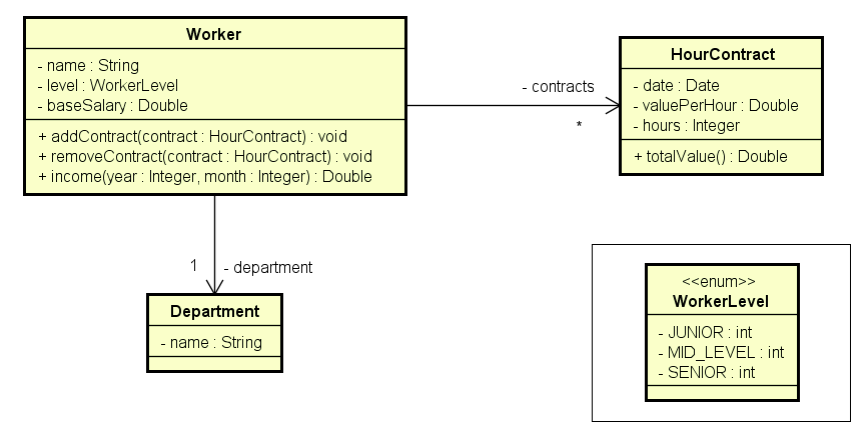 Worker
- name : String
- level : WorkerLevel
- baseSalary : Double
+ addContract(contract : HourContract) : void
+ removeContract(contract : HourContract) : void
+ income(year : Integer, month : Integer) : Double
- contracts
*
HourContract
- date : Date
- valuePerHour : Double
- hours : Integer
+ totalValue() : Double
1
- department
Department
- name : String
<<enum>>
WorkerLevel
- JUNIOR : int
- MID_LEVEL : int
- SENIOR : int